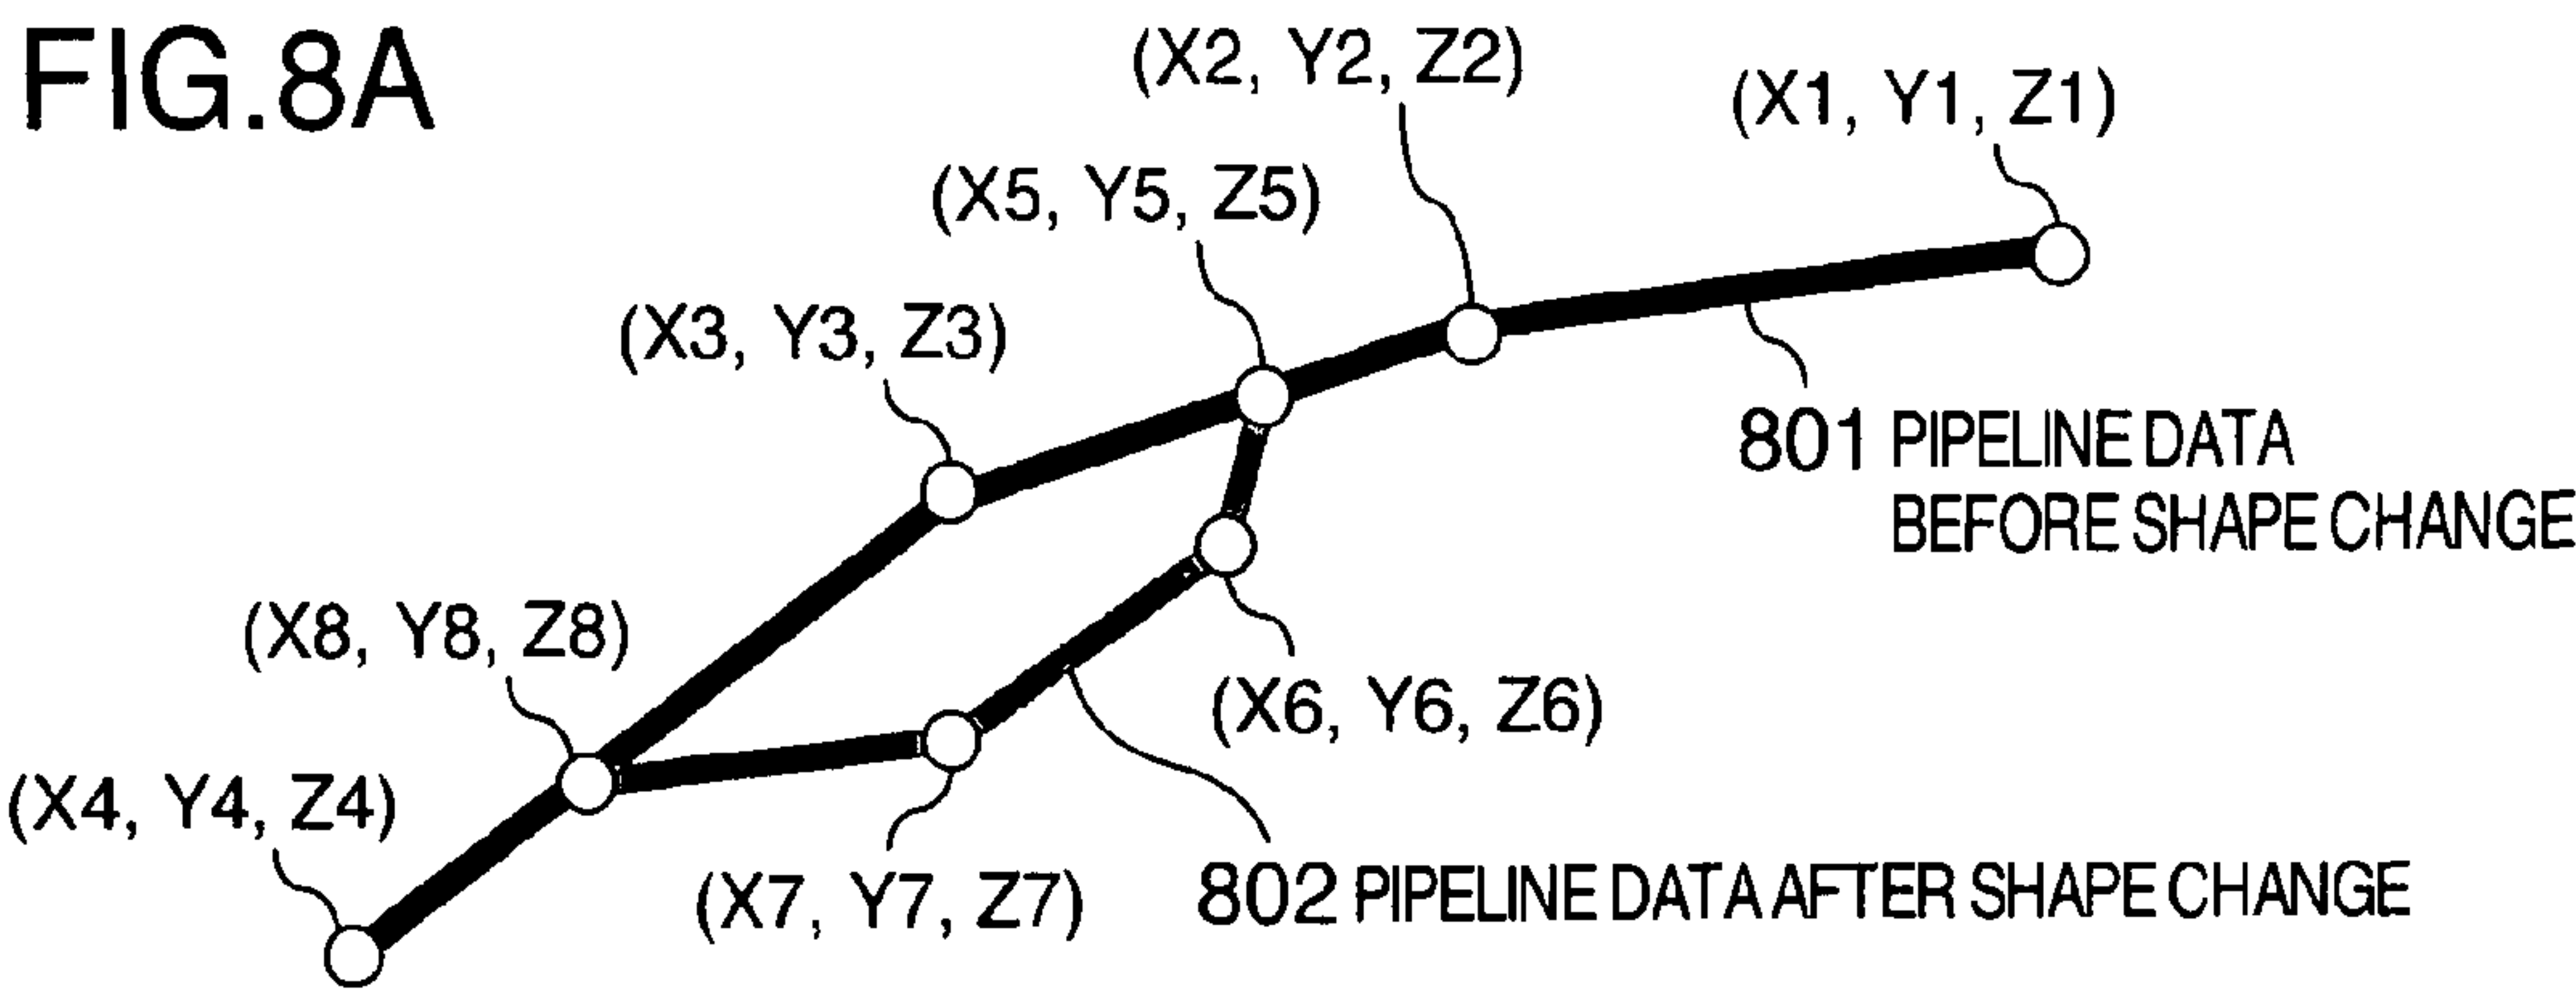 FIG.8A
(X2, Y2, Z2)
(X1, Y1, Z1)
(X5, Y5, Z5)
(X3, Y3, Z3)
801 PIPELINE DATA
BEFORE SHAPE CHANGE
(X8, Y8, Z8)
(X6, Y6, Z6)
(X4, Y4, Z4)
(X7, Y7, Z7)
802 PIPELINE DATA AFTER SHAPE CHANGE